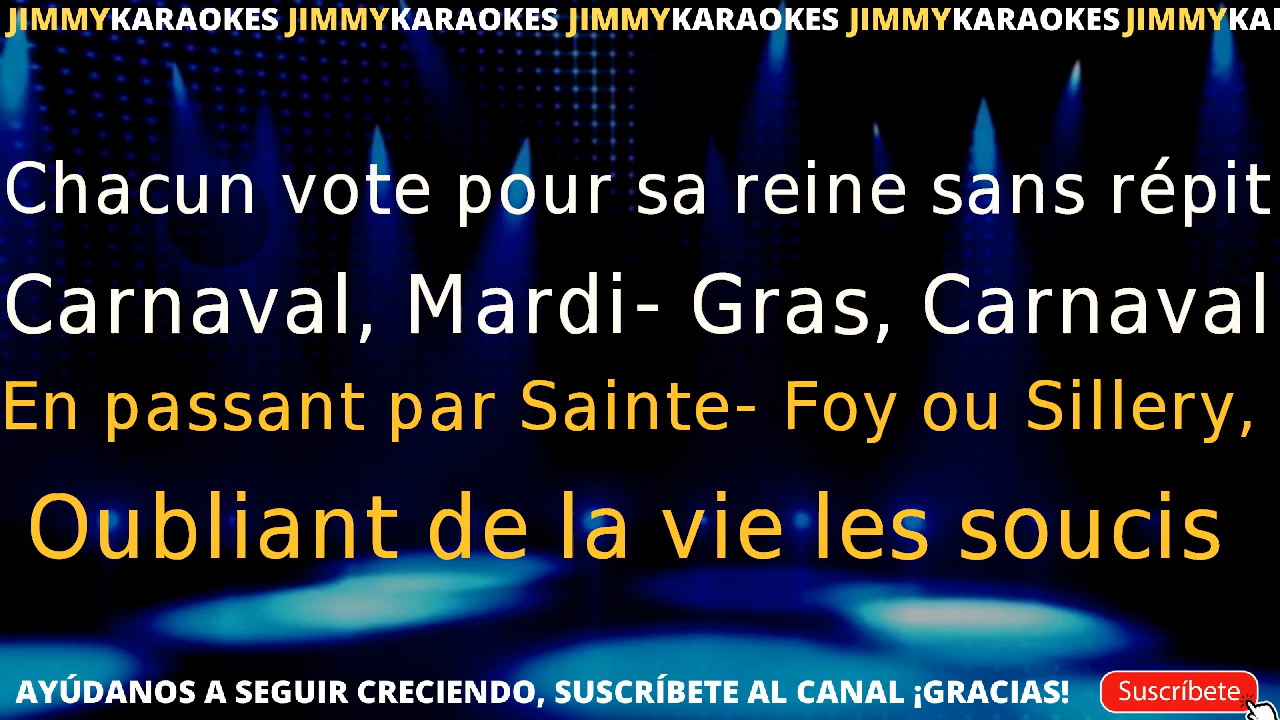 JIMMYKARAOKES JIMMYKARAOKES JIMMYKARAOKES JIMMYKARAOKES JIMMYKA
Chacun vote pour sa reine sans répit
Carnaval, Mardi- Gras, Carnaval
En passant par Sainte- Foy ou Sillery,
Oubliant de la vie les soucis
AYÚDANOS A SEGUIR CRECIENDO, SUSCRÍBETE AL CANAL ¡GRACIAS! Suscríbete